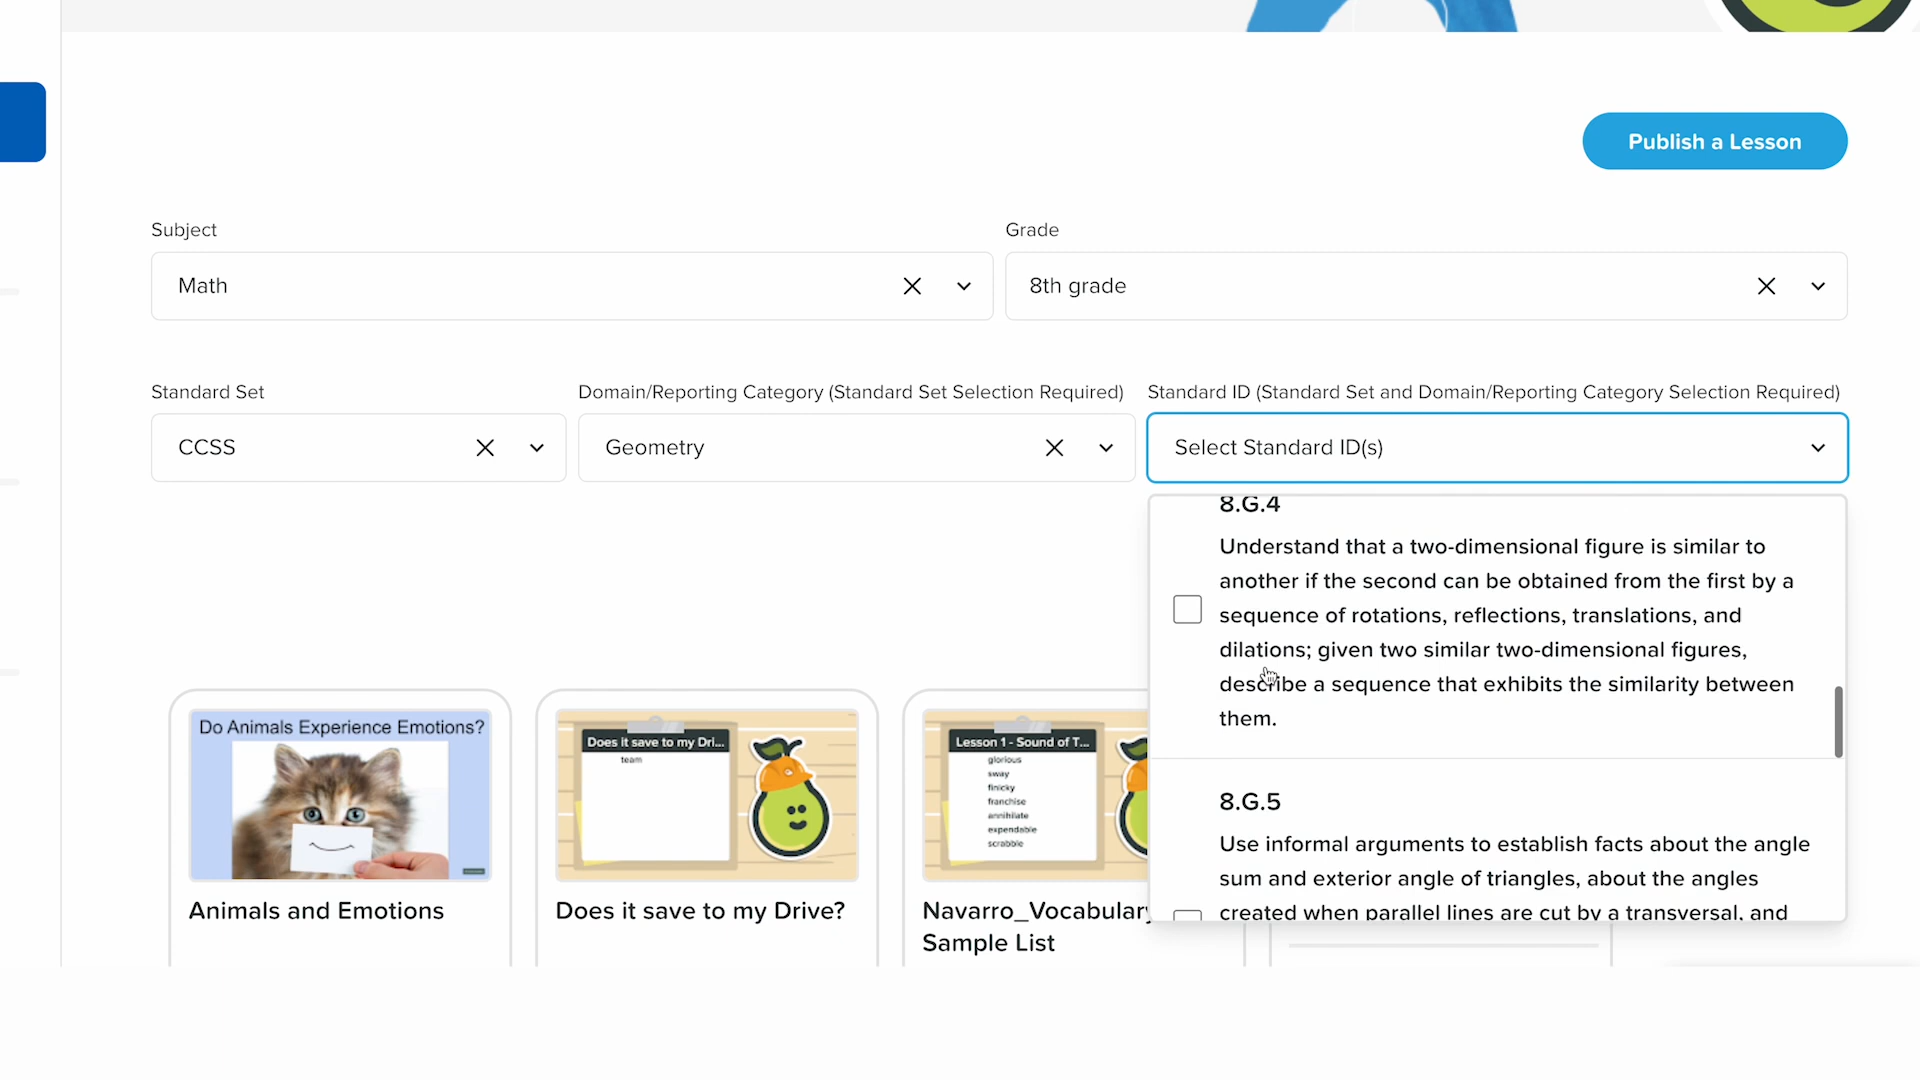 Publish a Lesson
Subject
Grade
Math
8th grade
Standard Set
Domain/Reporting Category (Standard Set Selection Required)
Standard ID (Standard Set and Domain/Reporting Category Selection Required)
CCSS
Geometry
Select Standard ID(s)
8.G.4
Understand that a two-dimensional figure is similar to
another if the second can be obtained from the first by a
sequence of rotations, reflections, translations, and
dilations; given two similar two-dimensional figures,
describe a sequence that exhibits the similarity between
them.
8.G.5
Use informal arguments to establish facts about the angle
sum and exterior angle of triangles, about the angles
created when parallel lines are cut by a transversal, and
Do Animals Experience Emotions?
Animals and Emotions
Does it save to my Dri...
team
Does it save to my Drive?
Lesson 1 - Sound of T...
glorious
sway
finicky
franchise
annihilate
expendable
scrabble
Navarro_Vocabulary
Sample List